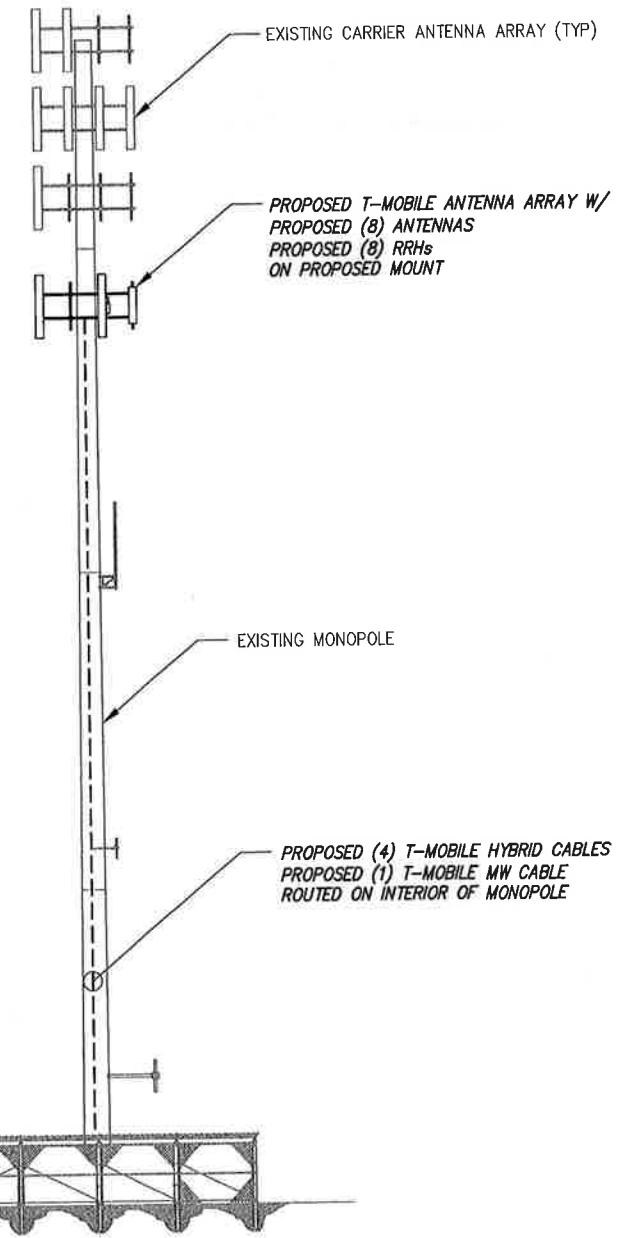 EXISTING CARRIER ANTENNA ARRAY (TYP)
PROPOSED T-MOBILE ANTENNA ARRAY W/
PROPOSED (8) ANTENNAS
PROPOSED (8) RRHs
ON PROPOSED MOUNT
EXISTING MONOPOLE
PROPOSED (4) T-MOBILE HYBRID CABLES
PROPOSED (1) T-MOBILE MW CABLE
ROUTED ON INTERIOR OF MONOPOLE